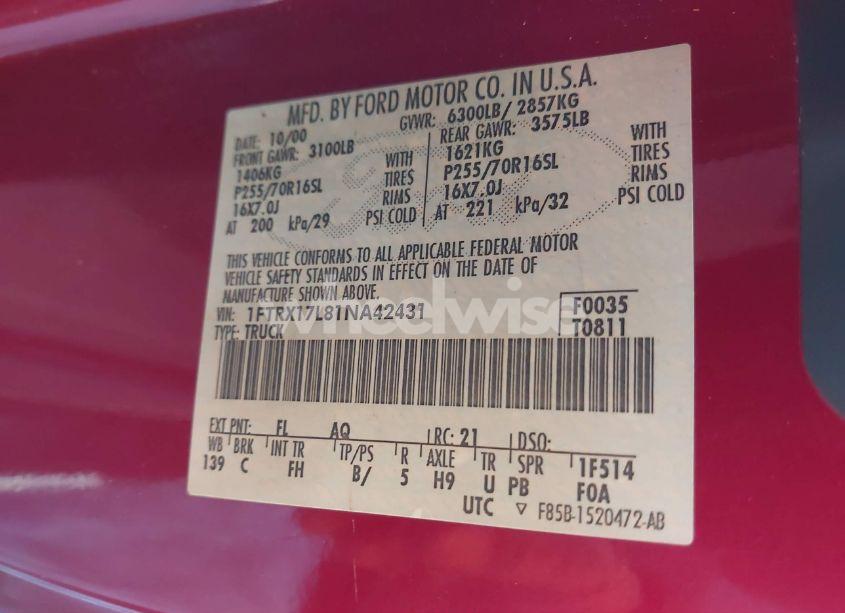 MFD. BY FORD MOTOR CO. IN U.S.A.
DATE: 10/00 GVWR: 6300LB/ 2857KG
FRONT GAWR: 3100LB REAR GAWR: 3575LB
1406KG WITH 1621KG WITH
P255/70R16SL TIRES P255/70R16SL TIRES
16X7.0J RIMS 16X7.0J RIMS
AT 200 kPa/29 PSI COLD AT 221 kPa/32 PSI COLD
THIS VEHICLE CONFORMS TO ALL APPLICABLE FEDERAL MOTOR
VEHICLE SAFETY STANDARDS IN EFFECT ON THE DATE OF
MANUFACTURE SHOWN ABOVE.
VIN: 1FTRX17L81NA42431 F0035
TYPE: TRUCK T0811
wheelwise
EXT PNT: FL AQ RC: 21 DSO:
WB BRK INT TR TP/PS R AXLE TR SPR 1F514
139 C FH B/ 5 H9 U PB F0A
UTC ▽ F85B-1520472-AB